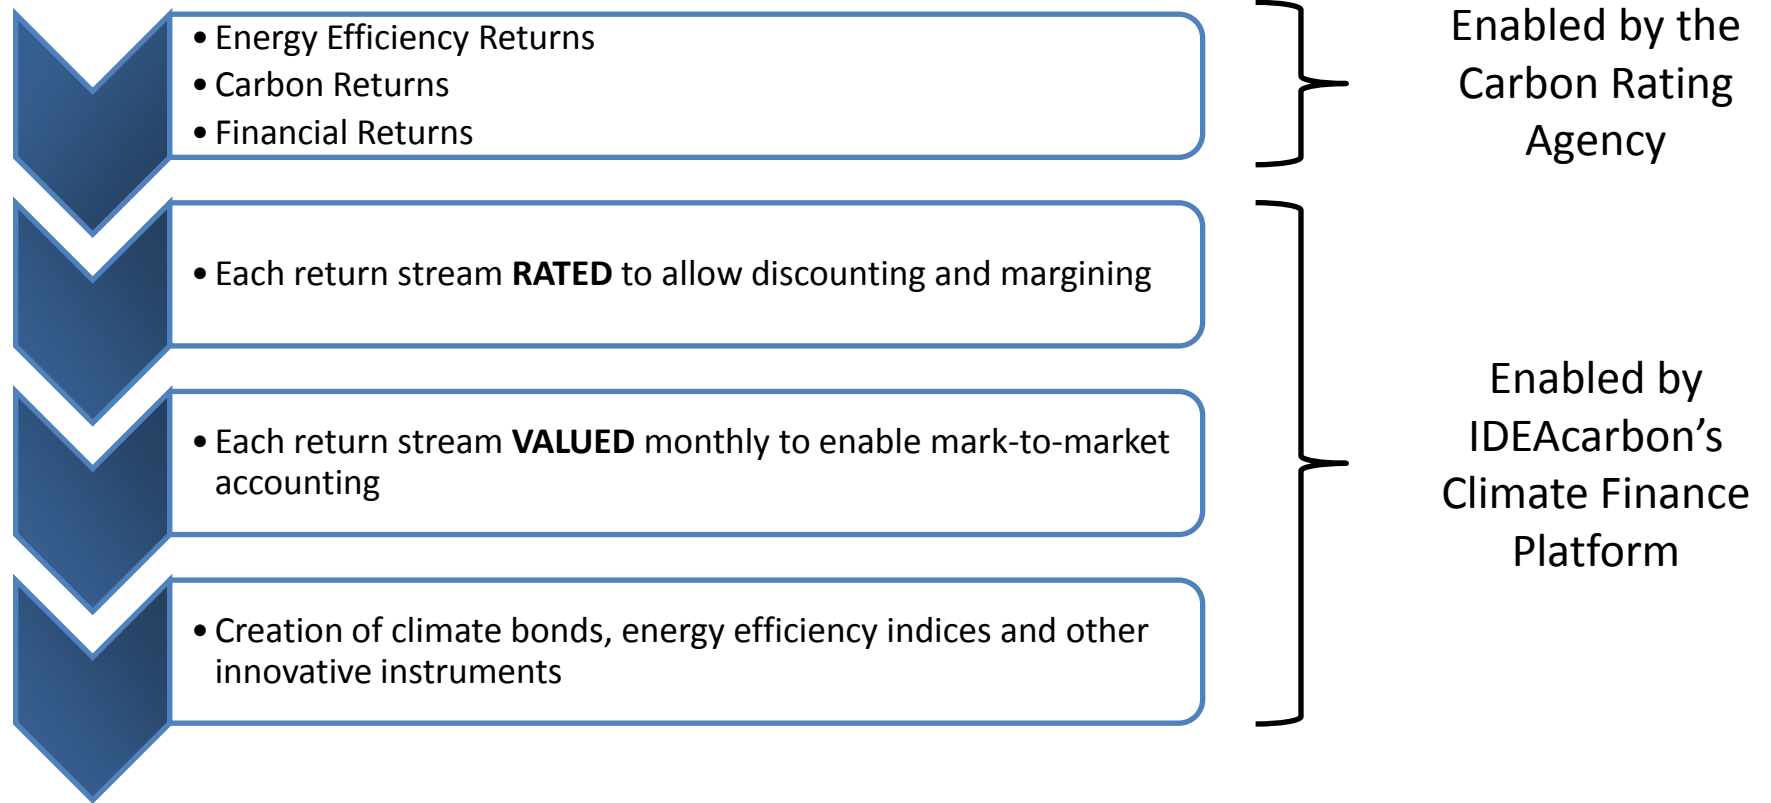 • Energy Efficiency Returns
• Carbon Returns
• Financial Returns
Enabled by the
Carbon Rating
Agency
• Each return stream RATED to allow discounting and margining
• Each return stream VALUED monthly to enable mark-to-market
accounting
• Creation of climate bonds, energy efficiency indices and other
innovative instruments
Enabled by
IDEAcarbon’s
Climate Finance
Platform